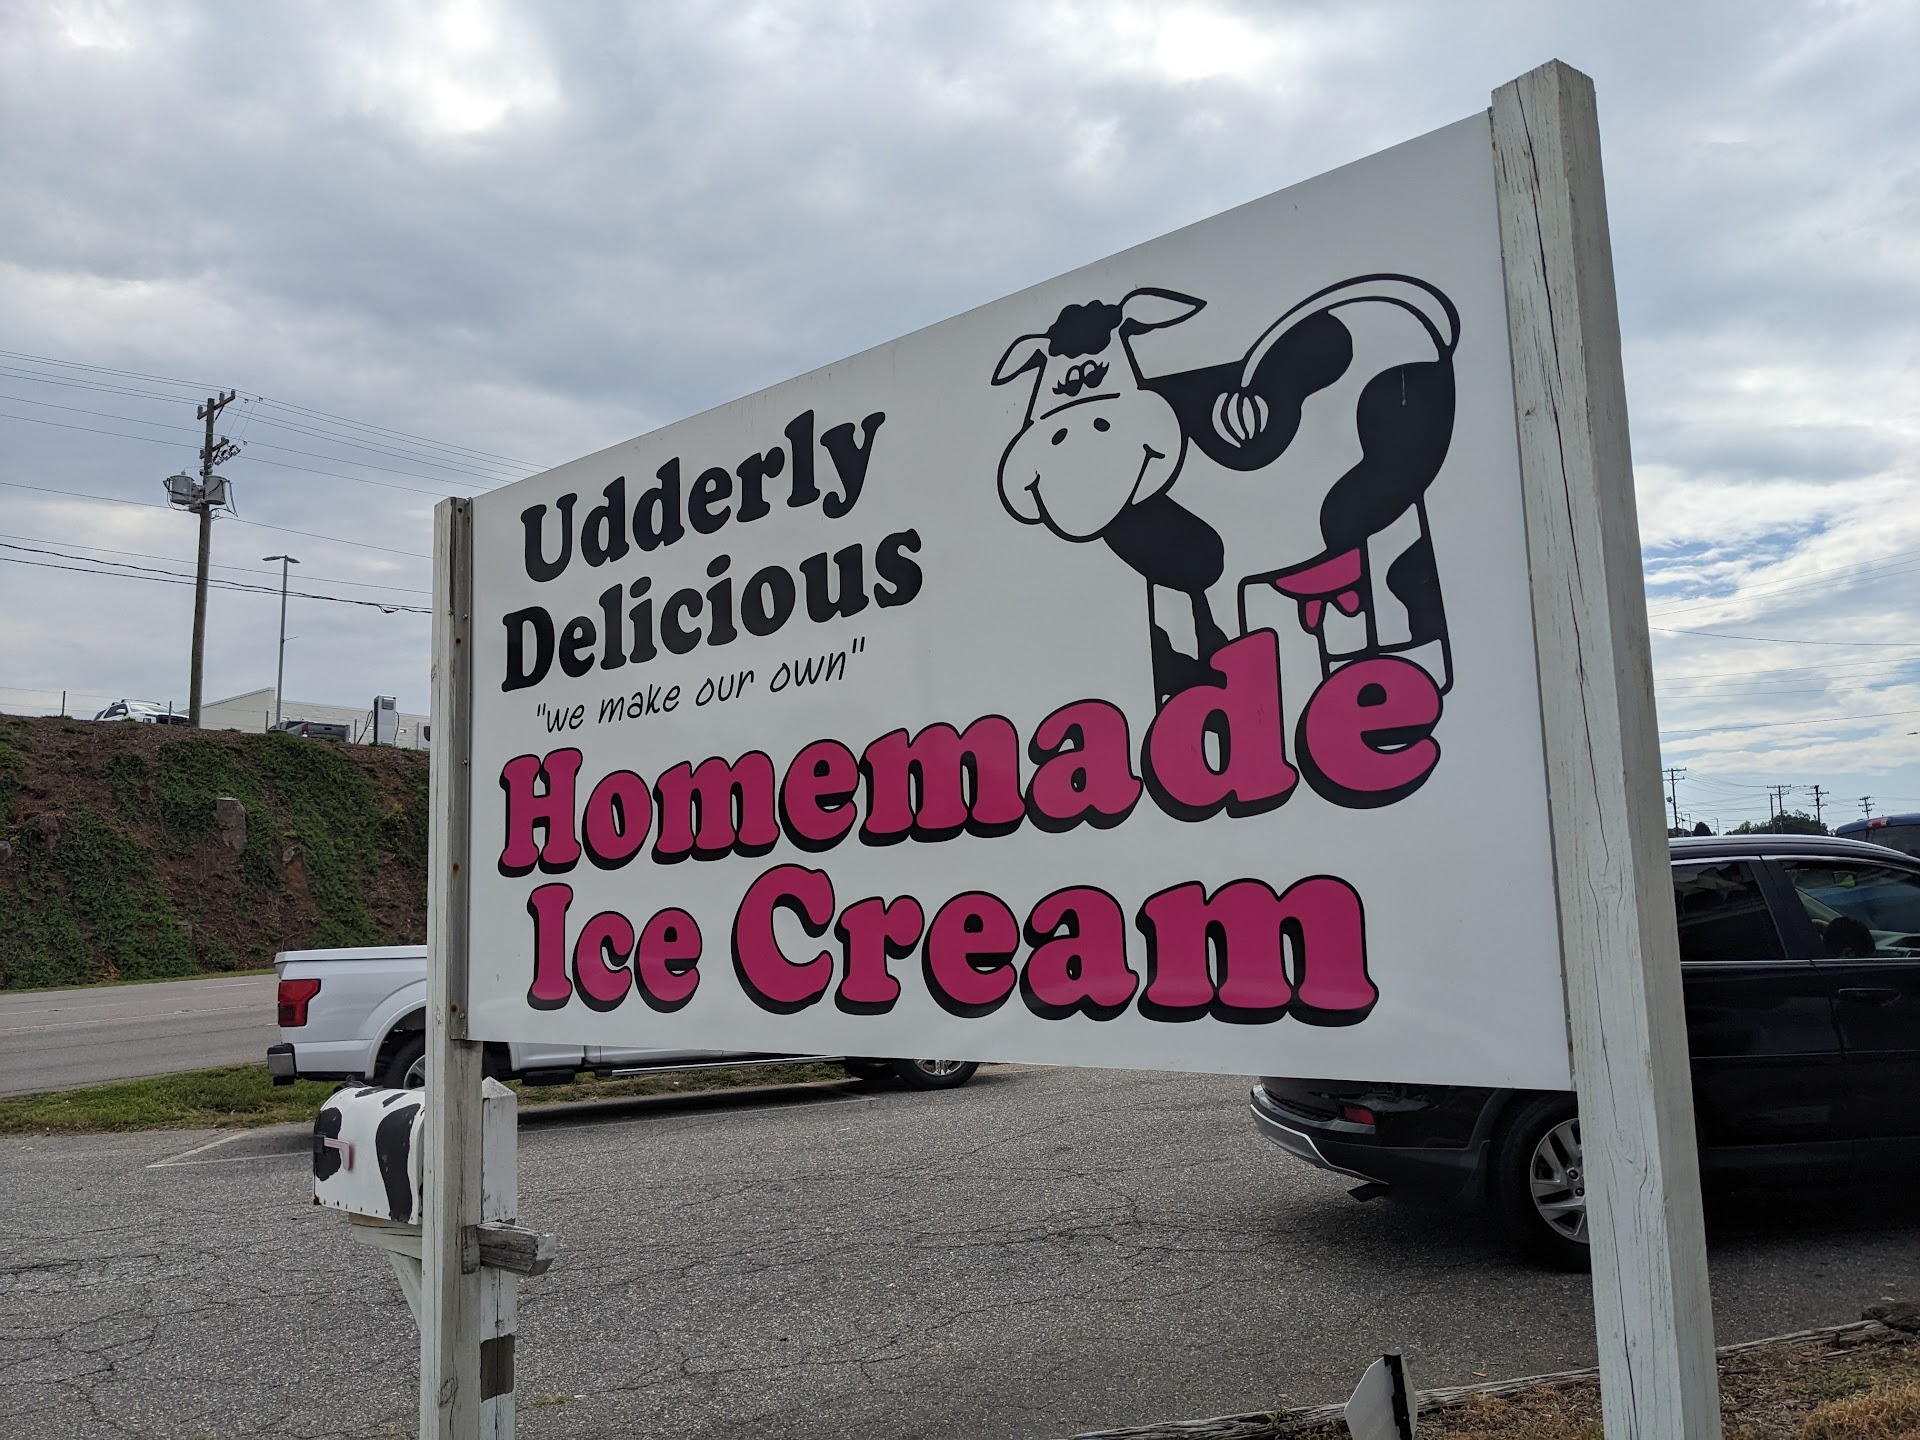 Udderly
Delicious
"we make our own"
Homemade
Ice Cream